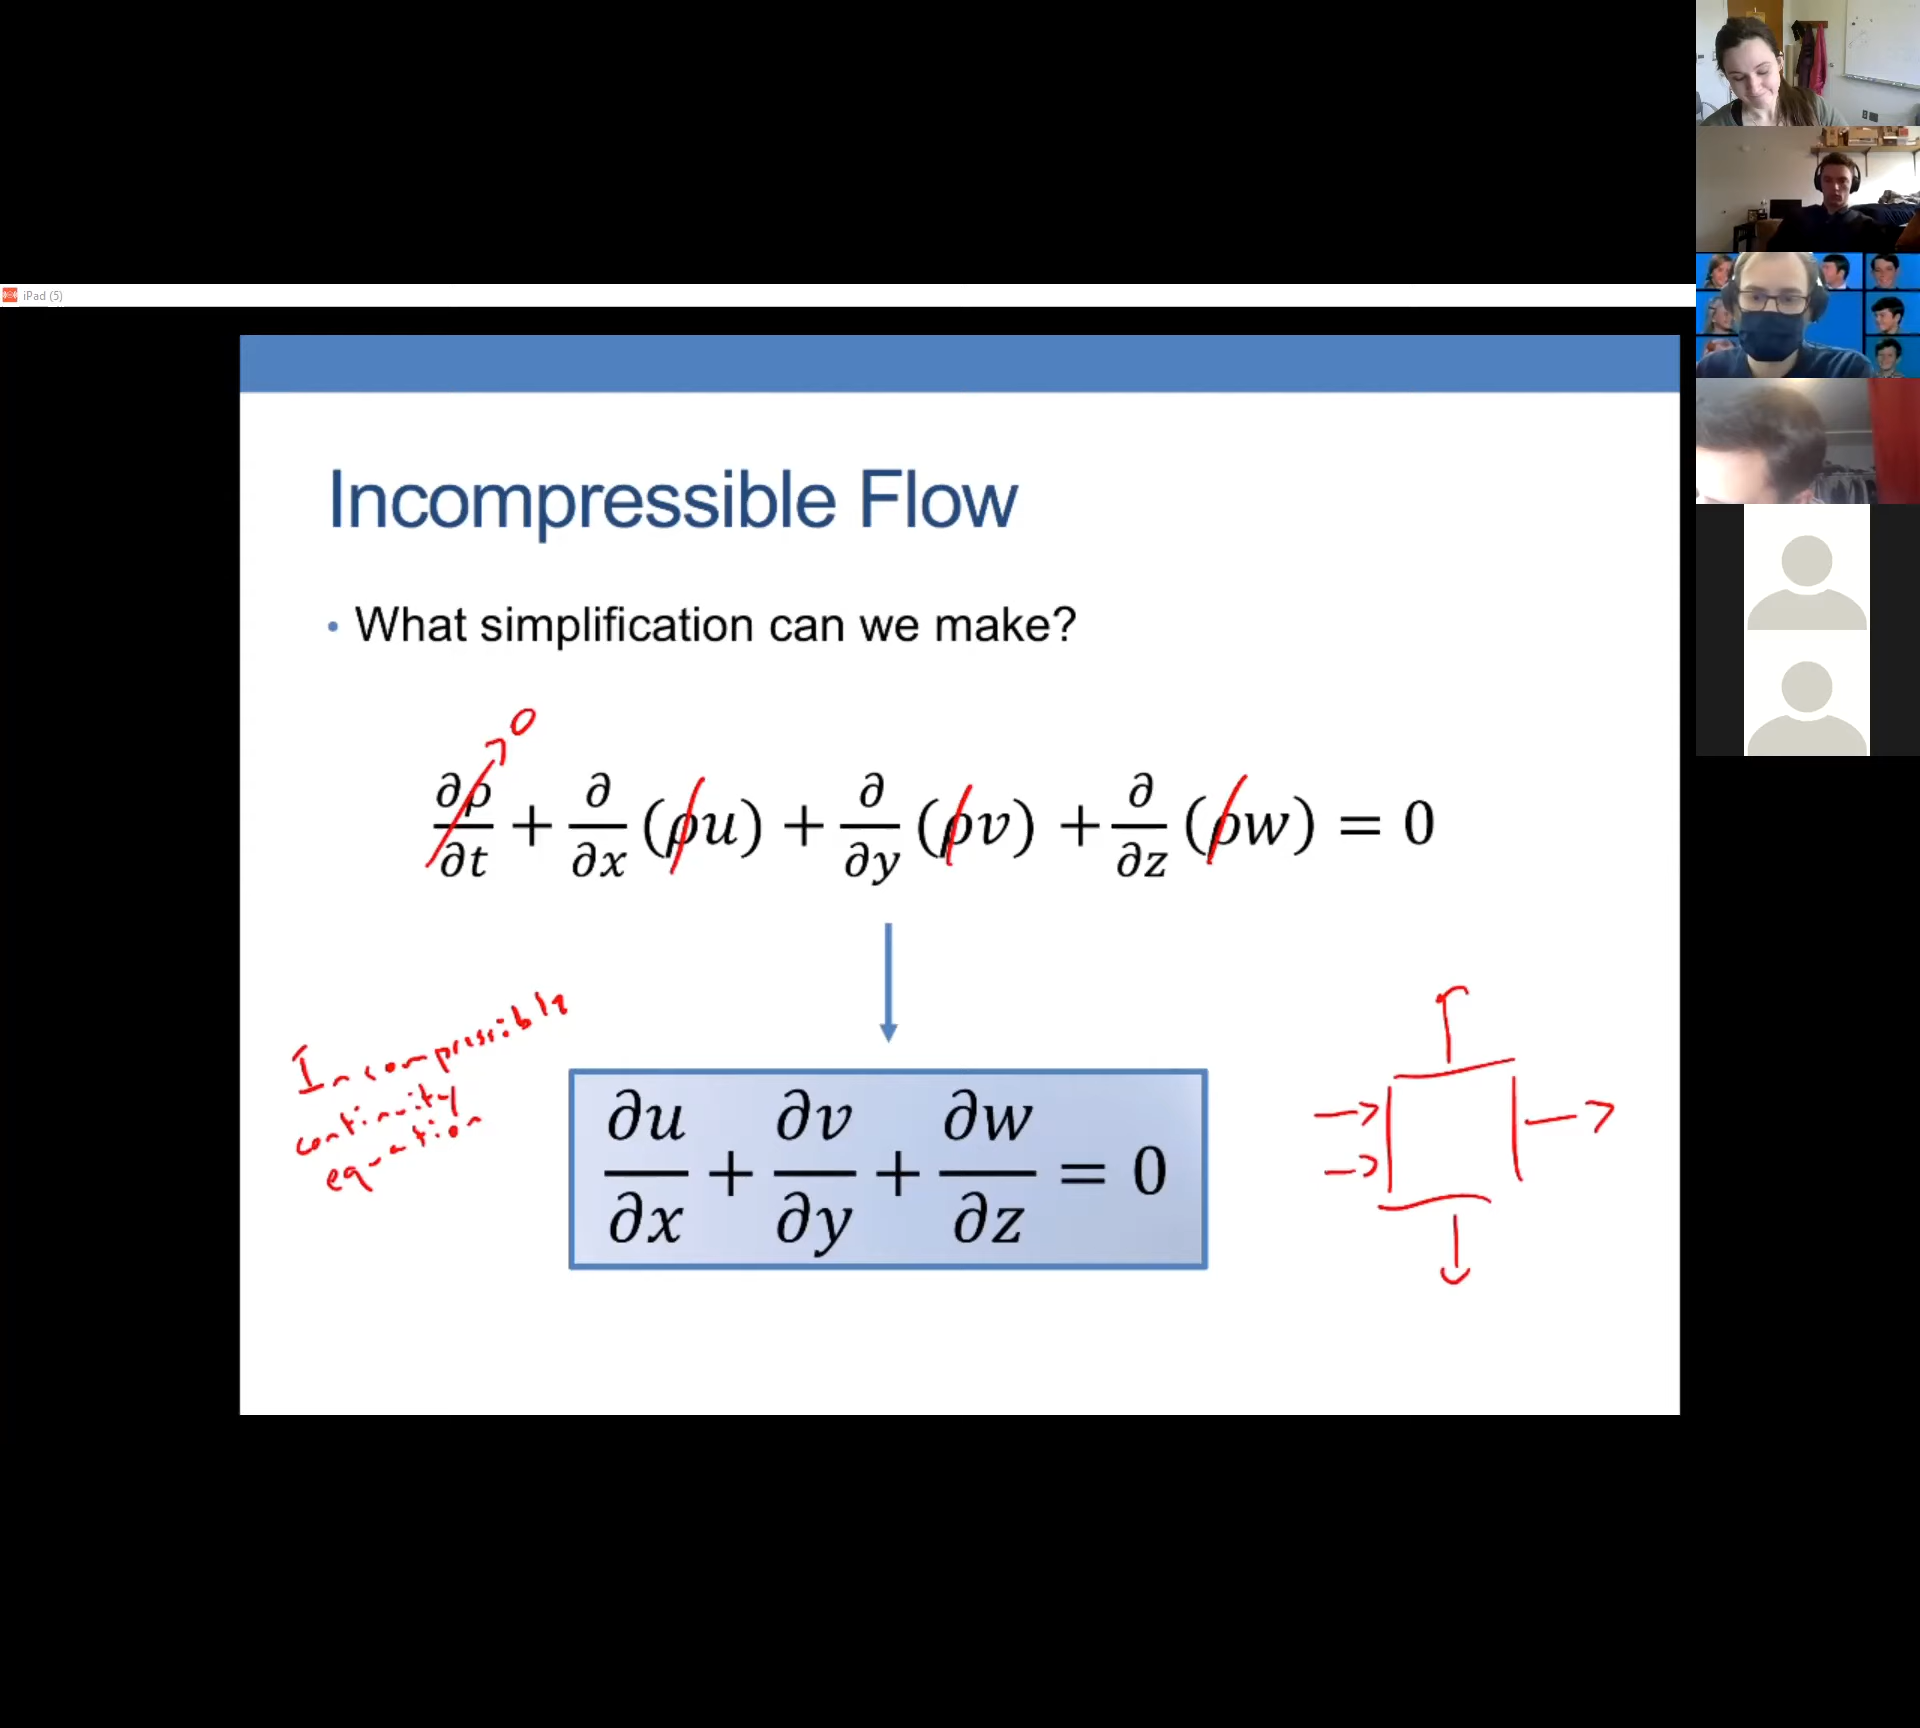 iPad (5)
Incompressible Flow
• What simplification can we make?
0
∂ρ/∂t + ∂/∂x (ρu) + ∂/∂y (ρv) + ∂/∂z (ρw) = 0
Incompressible
continuity
equation
∂u/∂x + ∂v/∂y + ∂w/∂z = 0